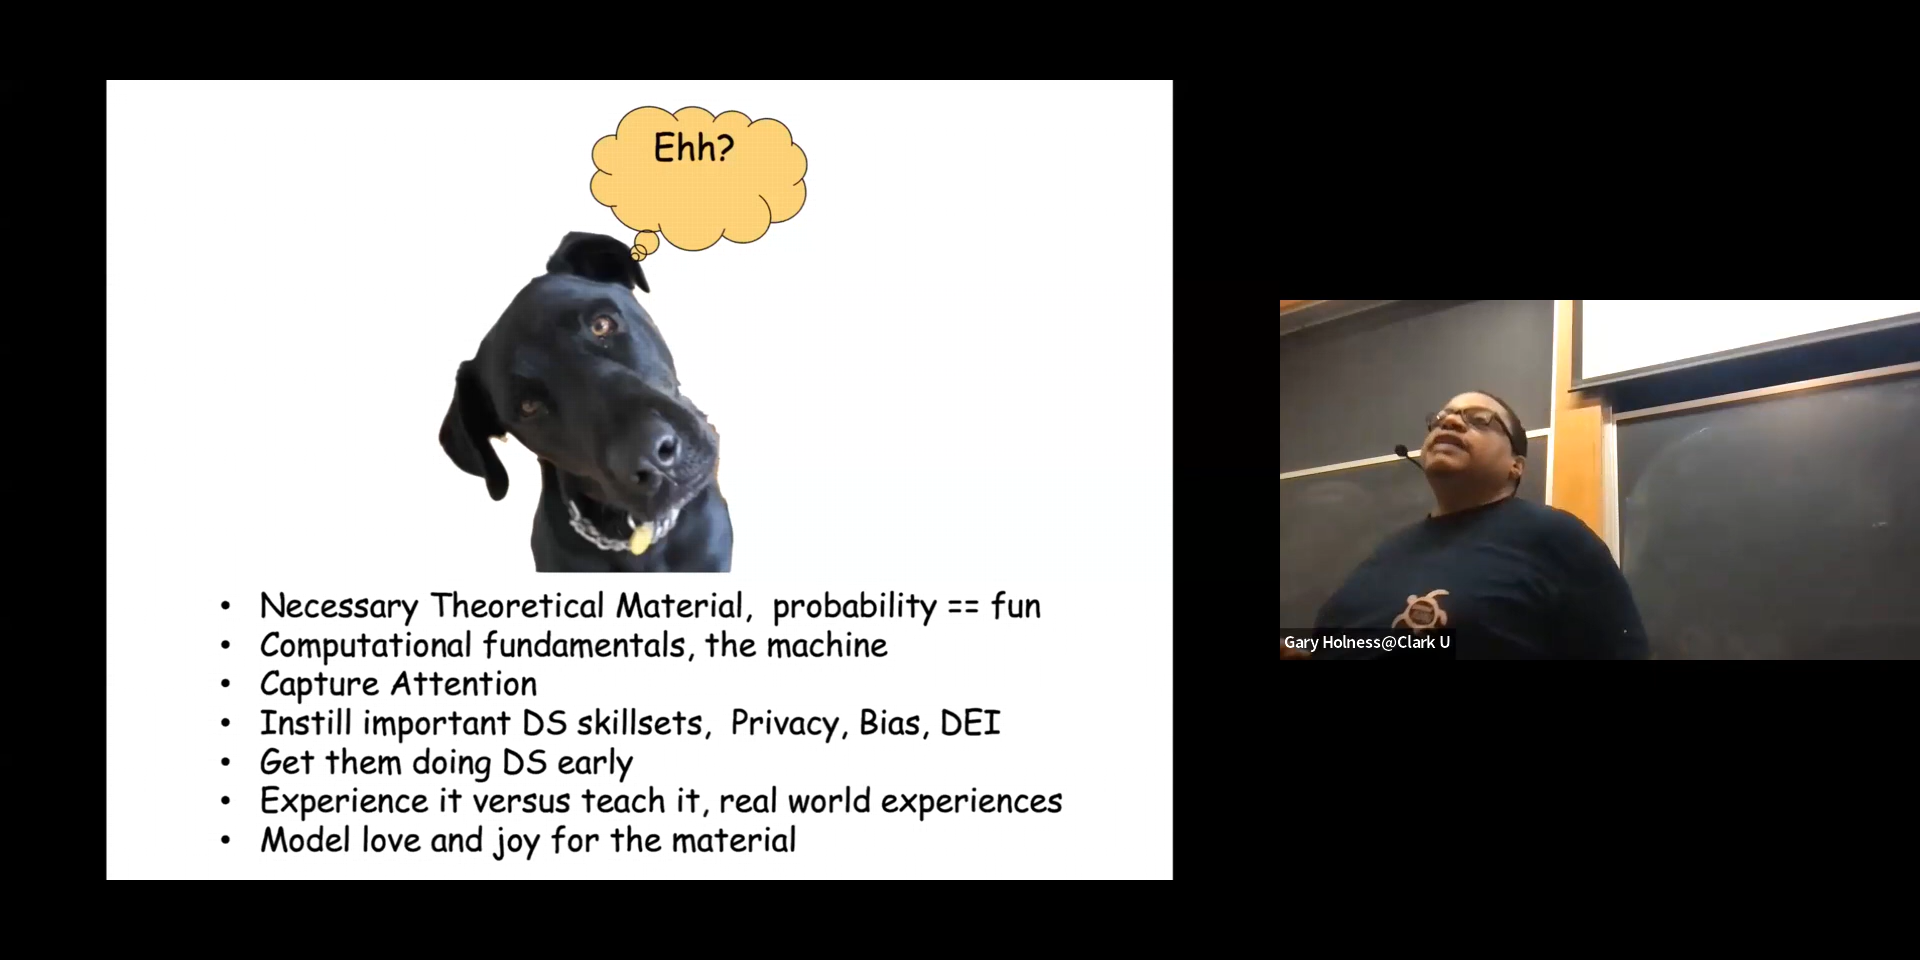 Ehh?
• Necessary Theoretical Material, probability == fun
• Computational fundamentals, the machine
• Capture Attention
• Instill important DS skillsets, Privacy, Bias, DEI
• Get them doing DS early
• Experience it versus teach it, real world experiences
• Model love and joy for the material
Gary Holness@Clark U